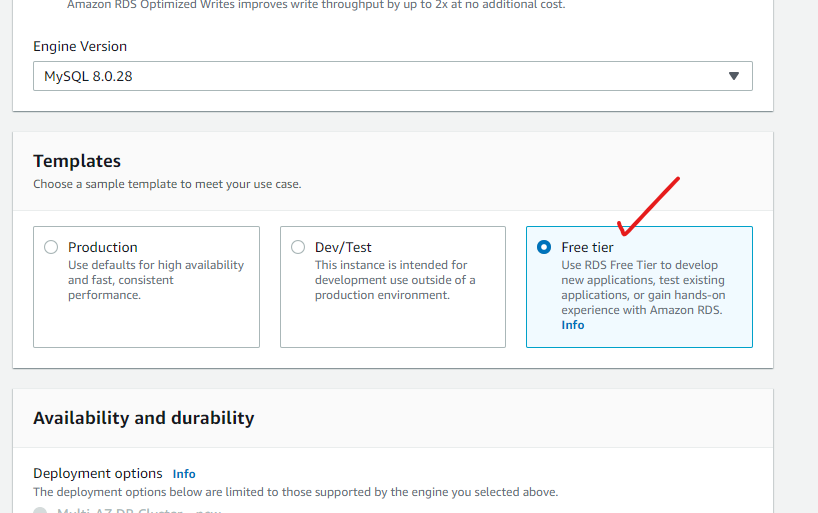 Amazon RDS Optimized Writes improves write throughput by up to 2x at no additional cost.
Engine Version
MySQL 8.0.28
Templates
Choose a sample template to meet your use case.
Production
Use defaults for high availability
and fast, consistent
performance.
Dev/Test
This instance is intended for
development use outside of a
production environment.
Free tier
Use RDS Free Tier to develop
new applications, test existing
applications, or gain hands-on
experience with Amazon RDS.
Info
Availability and durability
Deployment options Info
The deployment options below are limited to those supported by the engine you selected above.
Multi-AZ DB Cluster - new